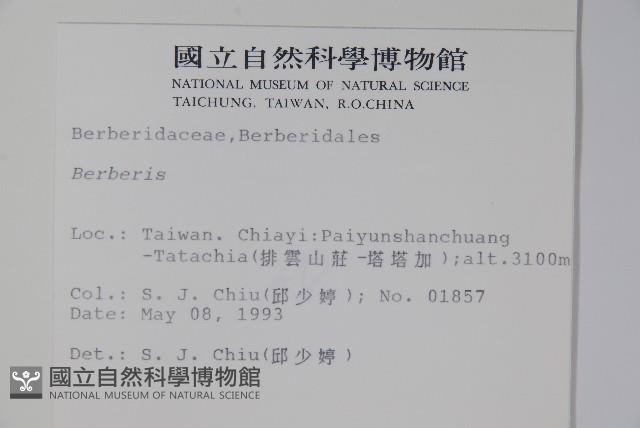 國立自然科學博物館
NATIONAL MUSEUM OF NATURAL SCIENCE
TAICHUNG, TAIWAN, R.O.CHINA
Berberidaceae,Berberidales
Berberis
Loc.: Taiwan. Chiayi:Paiyunshanchuang
-Tatachia(排雲山莊-塔塔加);alt.3100m
Col.: S. J. Chiu(邱少婷); No. 01857
Date: May 08, 1993
Det.: S. J. Chiu(邱少婷)
國立自然科學博物館
NATIONAL MUSEUM OF NATURAL SCIENCE